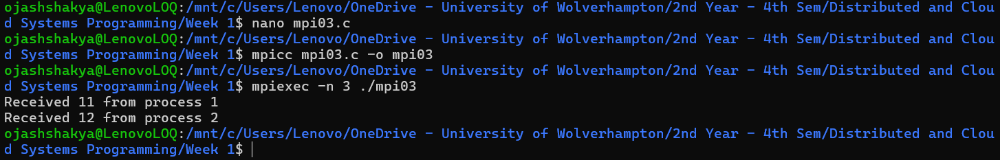 ojashshakya@LenovoLOQ:/mnt/c/Users/Lenovo/OneDrive - University of Wolverhampton/2nd Year - 4th Sem/Distributed and Clou
d Systems Programming/Week 1$ nano mpi03.c
ojashshakya@LenovoLOQ:/mnt/c/Users/Lenovo/OneDrive - University of Wolverhampton/2nd Year - 4th Sem/Distributed and Clou
d Systems Programming/Week 1$ mpicc mpi03.c -o mpi03
ojashshakya@LenovoLOQ:/mnt/c/Users/Lenovo/OneDrive - University of Wolverhampton/2nd Year - 4th Sem/Distributed and Clou
d Systems Programming/Week 1$ mpiexec -n 3 ./mpi03
Received 11 from process 1
Received 12 from process 2
ojashshakya@LenovoLOQ:/mnt/c/Users/Lenovo/OneDrive - University of Wolverhampton/2nd Year - 4th Sem/Distributed and Clou
d Systems Programming/Week 1$